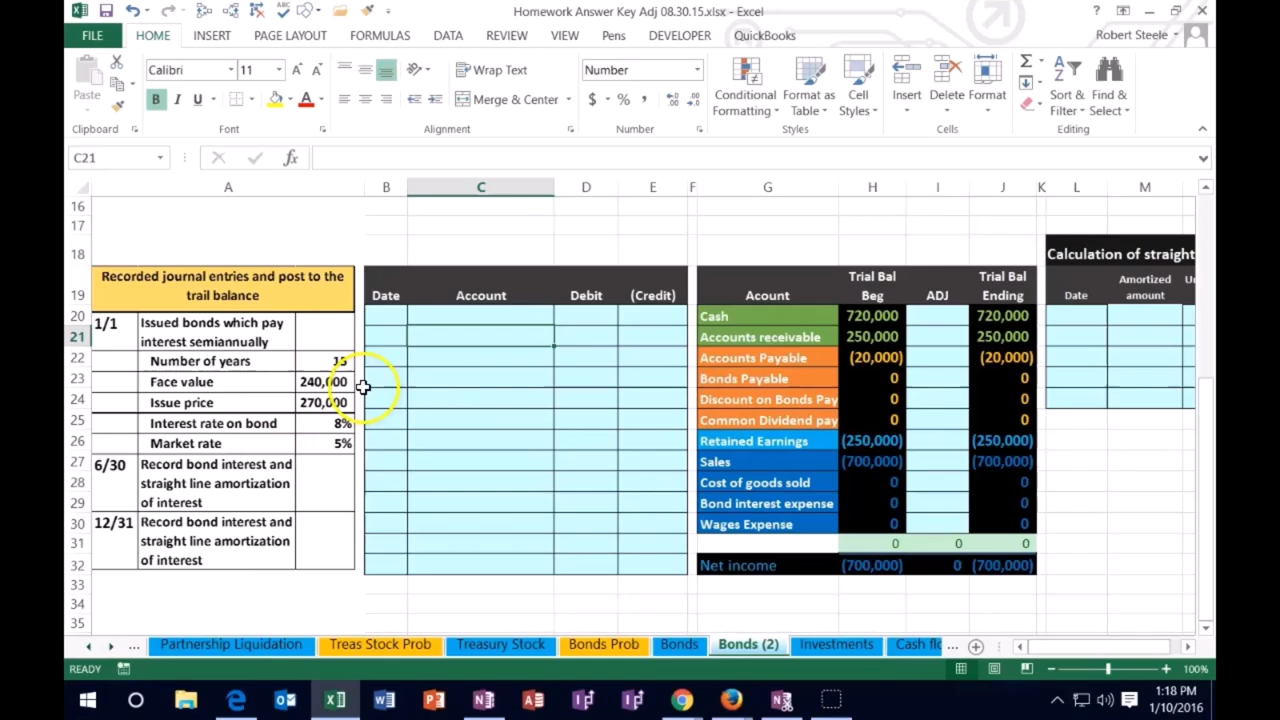 Homework Answer Key Adj 08.30.15.xlsx - Excel
FILE HOME INSERT PAGE LAYOUT FORMULAS DATA REVIEW VIEW Pens DEVELOPER QuickBooks Robert Steele
Calibri 11 Wrap Text Number
Paste B I U Merge & Center $ % , Conditional Formatting Format as Table Cell Styles Insert Delete Format Sort & Filter Find & Select
Clipboard Font Alignment Number Styles Cells Editing
C21
A B C D E F G H I J K L M
16
17
18 Calculation of straight
19 Recorded journal entries and post to the trail balance Date Account Debit (Credit) Acount Trial Bal Beg ADJ Trial Bal Ending Date Amortized amount
20 1/1 Issued bonds which pay Cash 720,000 720,000
21 interest semiannually Accounts receivable 250,000 250,000
22 Number of years 15 Accounts Payable (20,000) (20,000)
23 Face value 240,000 Bonds Payable 0 0
24 Issue price 270,000 Discount on Bonds Pay 0 0
25 Interest rate on bond 8% Common Dividend pay 0 0
26 Market rate 5% Retained Earnings (250,000) (250,000)
27 6/30 Record bond interest and Sales (700,000) (700,000)
28 straight line amortization Cost of goods sold 0 0
29 of interest Bond interest expense 0 0
30 12/31 Record bond interest and Wages Expense 0 0
31 straight line amortization 0 0 0
32 of interest Net income (700,000) 0 (700,000)
33
34
35
... Partnership Liquidation Treas Stock Prob Treasury Stock Bonds Prob Bonds Bonds (2) Investments Cash fl ...
READY 100%
1:18 PM
1/10/2016